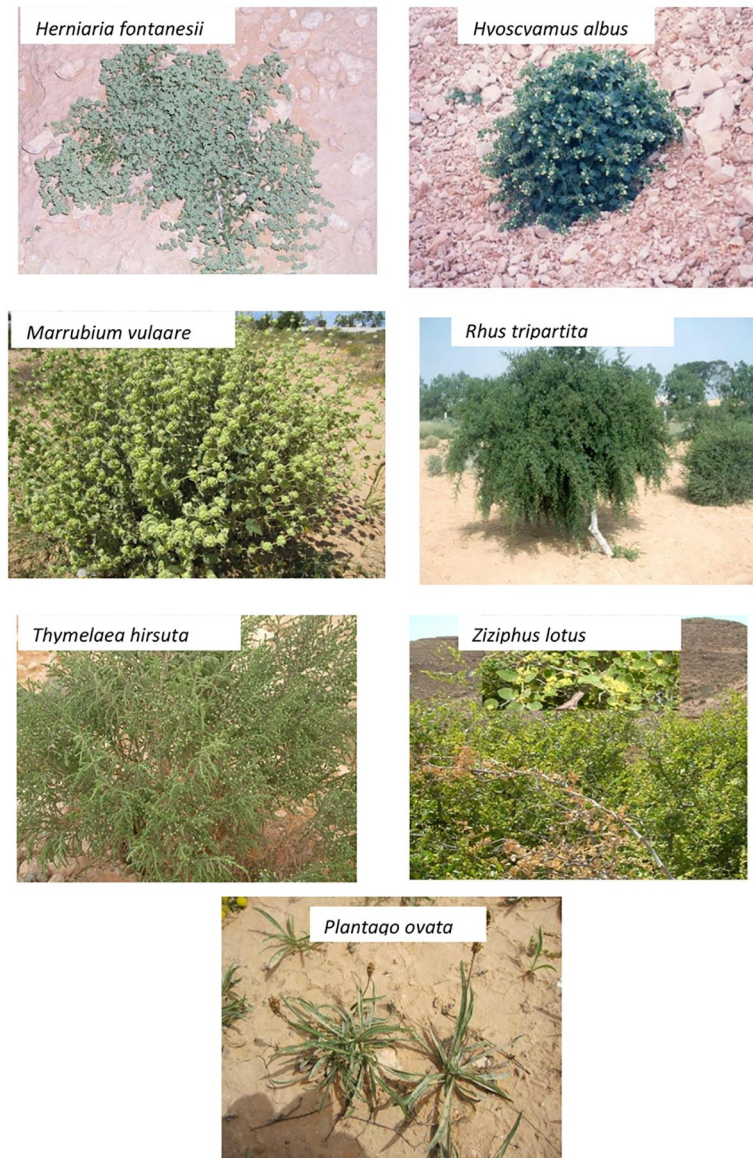 Herniaria fontanesii
Hyoscyamus albus
Marrubium vulgare
Rhus tripartita
Thymelaea hirsuta
Ziziphus lotus
Plantago ovata